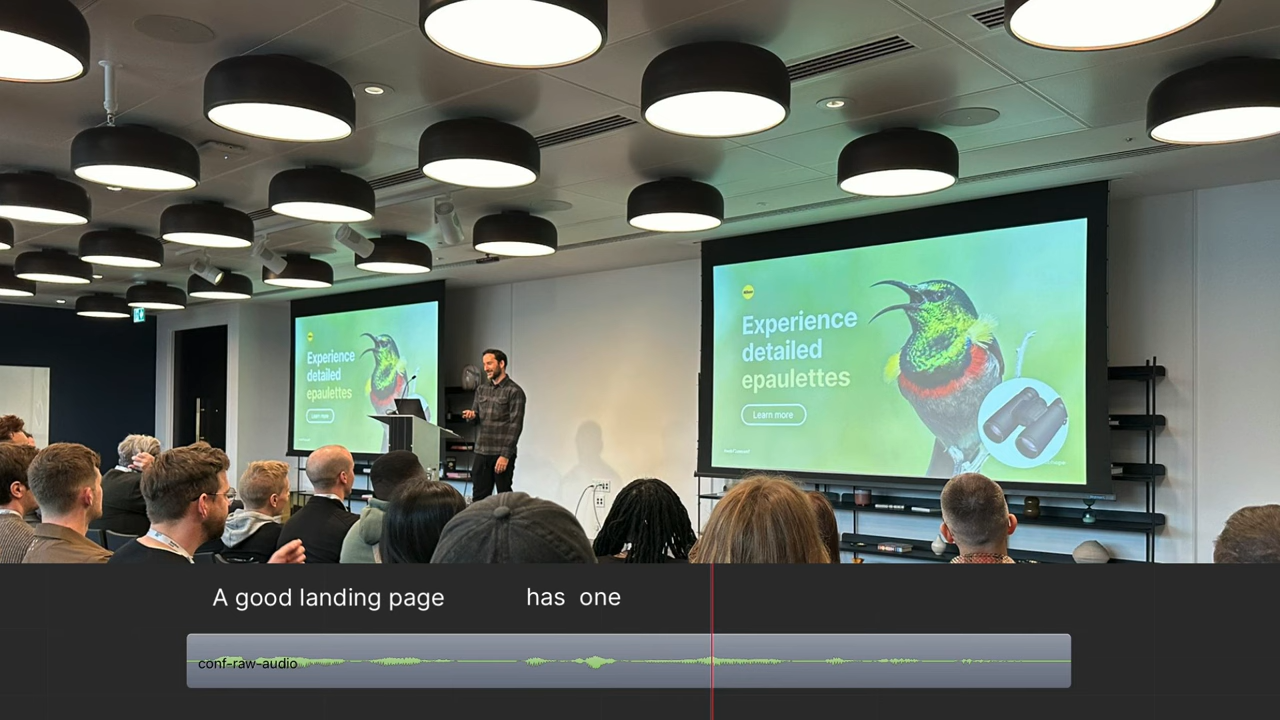 Experience
detailed
epaulettes
Learn more
Experience
detailed
epaulettes
Learn more
A good landing page has one
conf-raw-audio